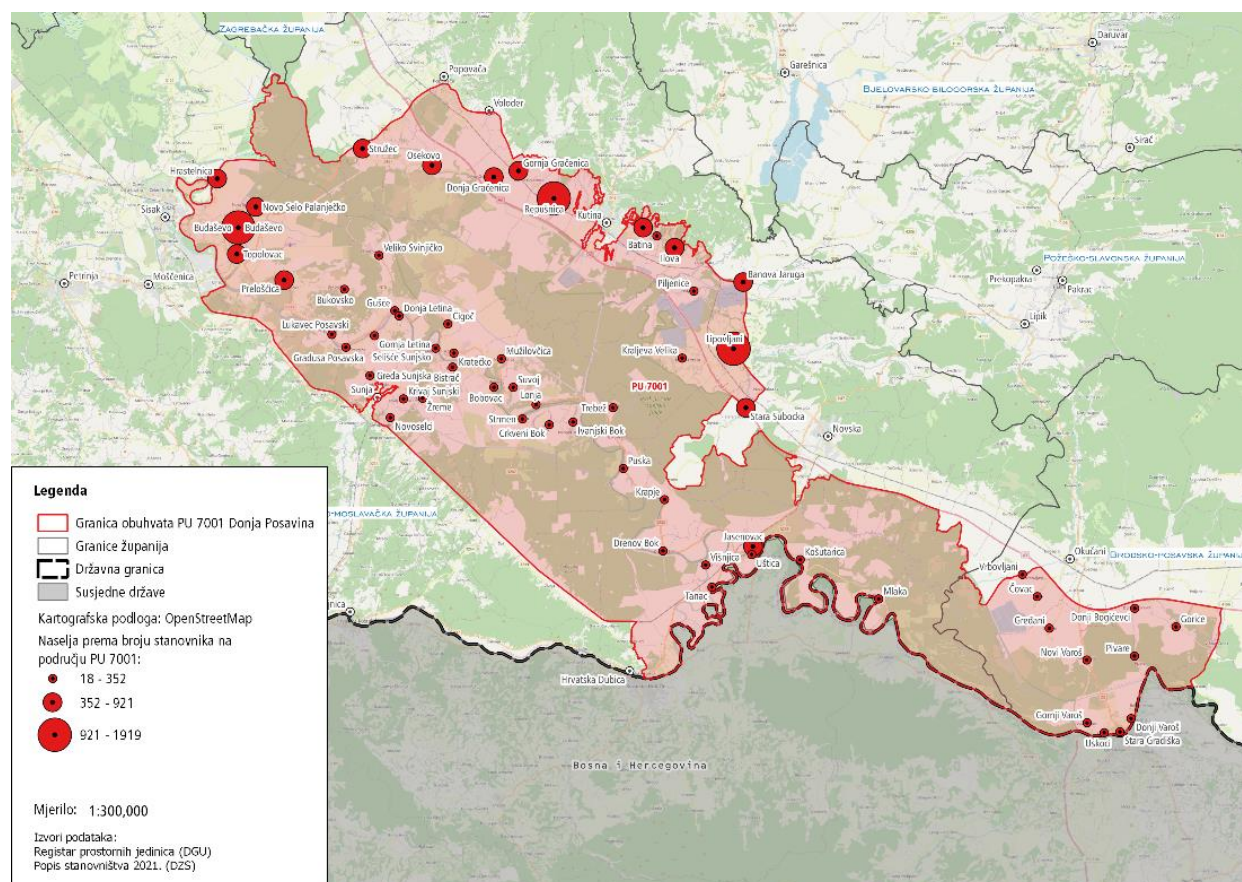 ZAGREBAČKA ŽUPANIJA
Daruvar
Popovača
Garešnica
BJELOVARSKO BILOGORSKA ŽUPANIJA
Voloder
Sirač
Stružec
Osekovo
Gornja Gračenica
Hrastelnica
Donja Gračenica
Repušnica
Novo Selo Palanječko
Sisak
Kutina
Budaševo
Budaševo
Batina
Ilova
Topolovac
Veliko Svinjičko
POŽEŠKO-SLAVONSKA ŽUPANIJA
Petrinja
Mošćenica
Prelošćica
Banova Jaruga
Prekopakra
Pakrac
Bukovsko
Piljenice
Gušće
Donja Letina
Čigoč
Lipik
Lukavec Posavski
Gornja Letina
Lipovljani
Gradusa Posavska
Selišće Sunjsko
Kratečko
Mužilovčica
Kraljeva Velika
Bistrač
Greda Sunjska
PU 7001
Sunja
Krivaj Sunjski
Suvoj
Bobovac
Lonja
Žreme
Trebež
Stara Subocka
Novoselci
Strmen
Crkveni Bok
Ivanjski Bok
Novska
Puska
Krapje
MOSLAVAČKA ŽUPANIJA
Drenov Bok
Jasenovac
Uštica
Košutarica
Višnjica
Okučani
BRODSKO-POSAVSKA ŽUPANIJA
Vrbovljani
Tanac
Mlaka
Čovac
Gređani
Donji Bogićevci
Gorice
Novi Varoš
Pivare
Hrvatska Dubica
Gornji Varoš
Donji Varoš
Uskoci
Stara Gradiška
Bosna i Hercegovina
Legenda
Granica obuhvata PU 7001 Donja Posavina
Granice županija
Državna granica
Susjedne države
Kartografska podloga: OpenStreetMap
Naselja prema broju stanovnika na
području PU 7001:
18 - 352
352 - 921
921 - 1919
Mjerilo: 1:300,000
Izvori podataka:
Registar prostornih jedinica (DGU)
Popis stanovništva 2021. (DZS)